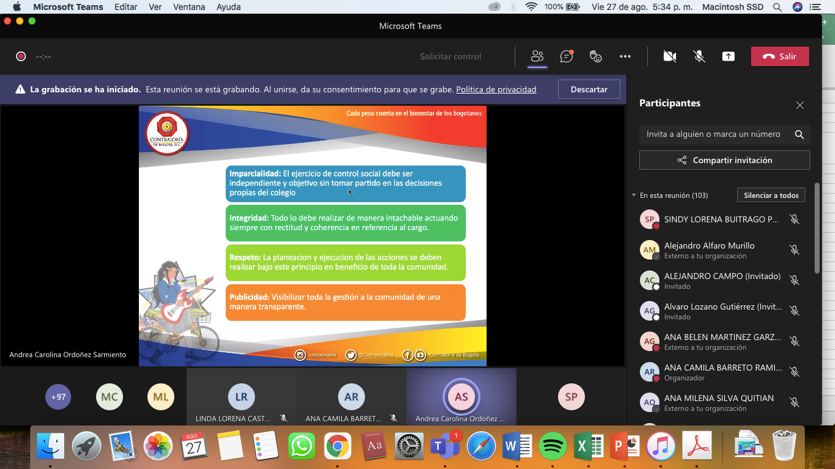 Microsoft Teams Editar Ver Ventana Ayuda 100% Vie 27 de ago. 5:34 p. m. Macintosh SSD
Microsoft Teams
--:-- Solicitar control Salir
La grabación se ha iniciado. Esta reunión se está grabando. Al unirse, da su consentimiento para que se grabe. Política de privacidad Descartar
Cada peso cuenta en el bienestar de los bogotanos
CONTRALORÍA
DE BOGOTÁ, D.C.
Imparcialidad: El ejercicio de control social debe ser
independiente y objetivo sin tomar partido en las decisiones
propias del colegio
Integridad: Todo lo debe realizar de manera intachable actuando
siempre con rectitud y coherencia en referencia al cargo.
Respeto: La planeacion y ejecucion de las acciones se deben
realizar bajo este principio en beneficio de toda la comunidad.
Publicidad: Visibilizar toda la gestión a la comunidad de una
manera transparente.
Contraloría de Bogotá
Andrea Carolina Ordoñez Sarmiento
+97 MC ML LR AR AS SP
LINDA LORENA CAST... ANA CAMILA BARRET... Andrea Carolina Ordoñez ...
Participantes
Invita a alguien o marca un número
Compartir invitación
En esta reunión (103) Silenciar a todos
SP SINDY LORENA BUITRAGO P...
AM Alejandro Alfaro Murillo
Externo a tu organización
AC ALEJANDRO CAMPO (Invitado)
Invitado
AG Alvaro Lozano Gutiérrez (Invit...
Invitado
AG ANA BELEN MARTINEZ GARZ...
Externo a tu organización
AR ANA CAMILA BARRETO RAMI...
Organizador
AQ ANA MILENA SILVA QUITIAN
Externo a tu organización
AGO
27
Aa
T
1
W
X
P